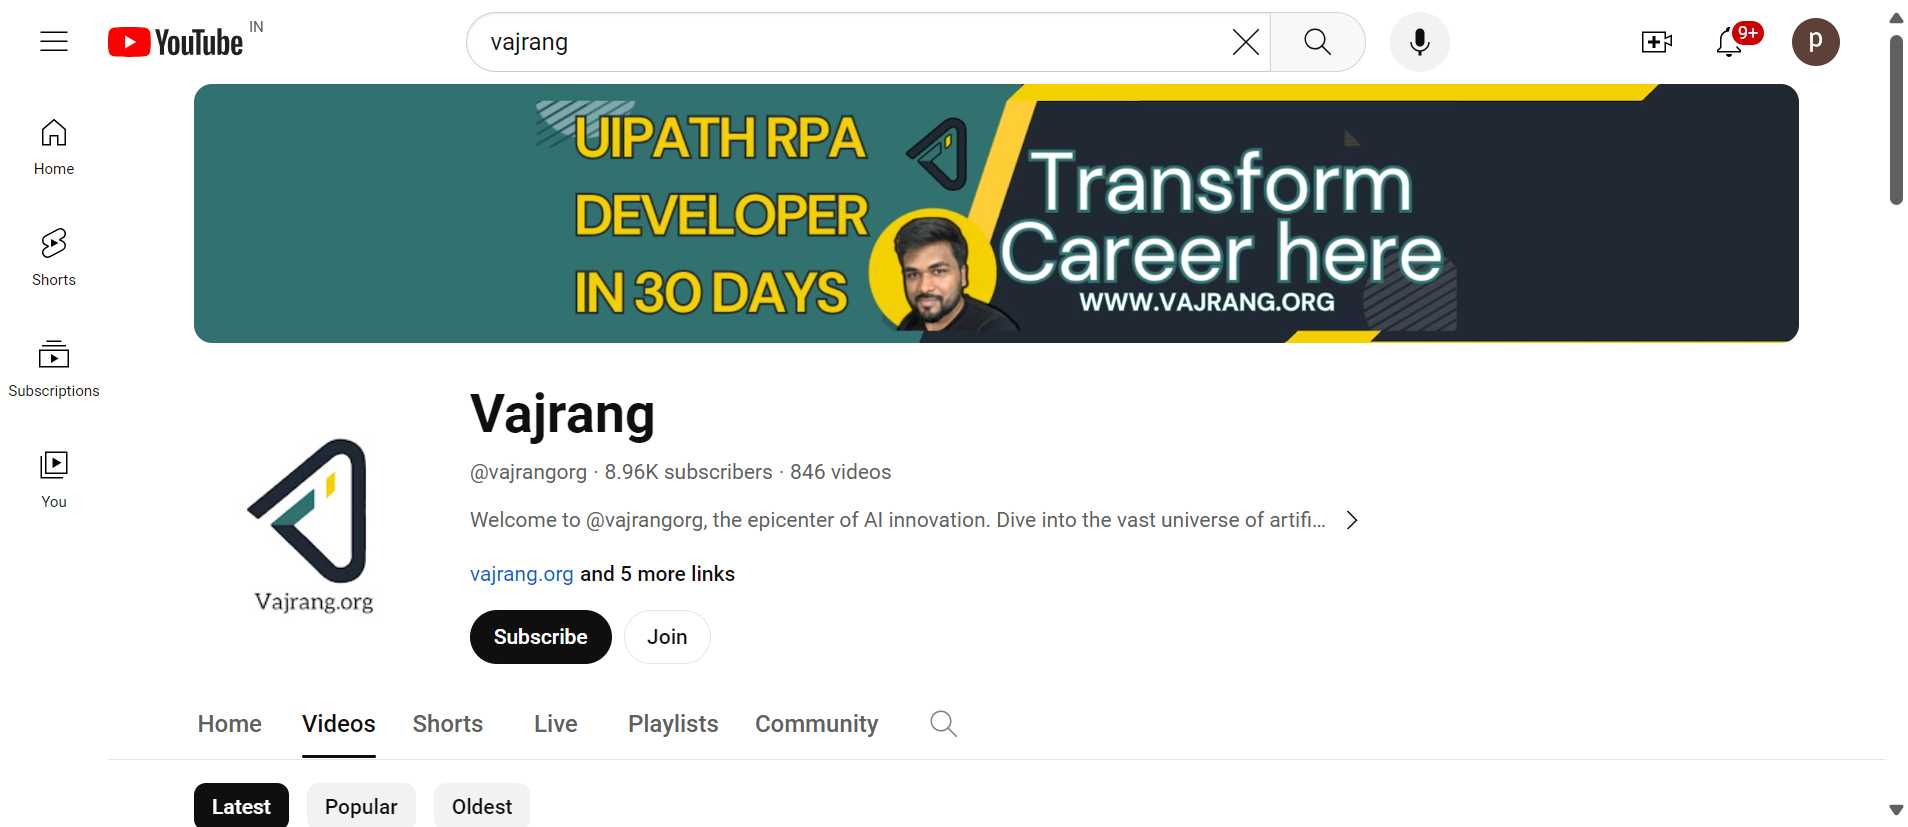 YouTube IN
vajrang
9+
p
Home
Shorts
Subscriptions
You
UIPATH RPA
DEVELOPER
IN 30 DAYS
Transform
Career here
WWW.VAJRANG.ORG
Vajrang.org
Vajrang
@vajrangorg · 8.96K subscribers · 846 videos
Welcome to @vajrangorg, the epicenter of AI innovation. Dive into the vast universe of artifi...
vajrang.org and 5 more links
Subscribe Join
Home Videos Shorts Live Playlists Community
Latest Popular Oldest